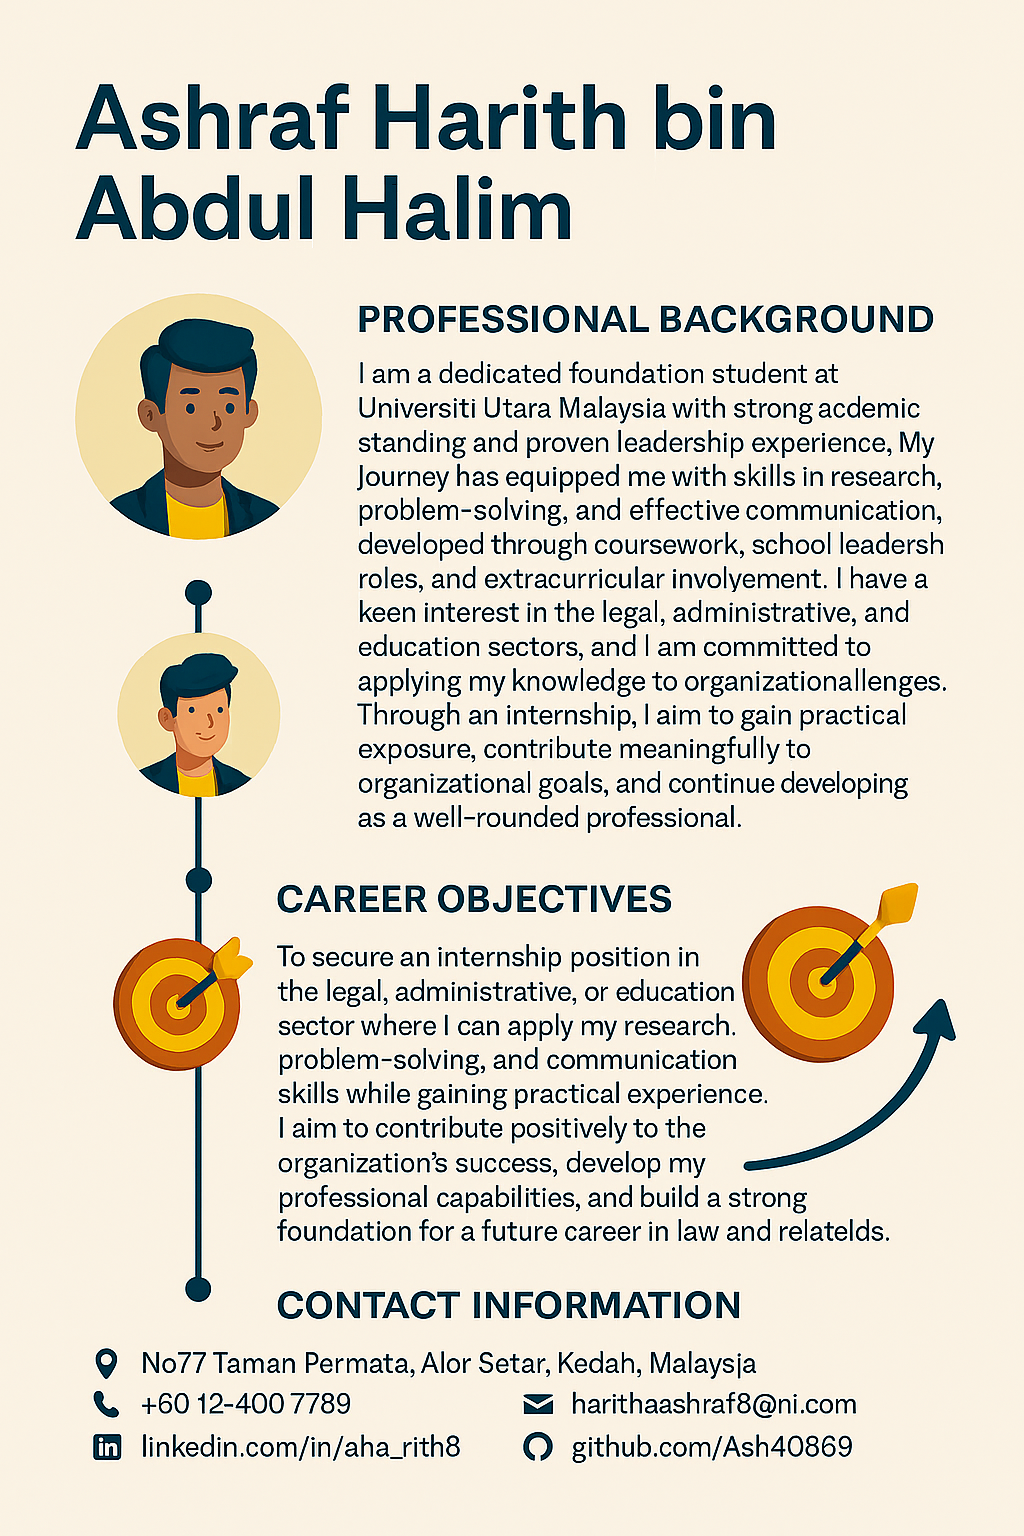 Ashraf Harith bin
Abdul Halim
PROFESSIONAL BACKGROUND
I am a dedicated foundation student at
Universiti Utara Malaysia with strong acdemic
standing and proven leadership experience, My
Journey has equipped me with skills in research,
problem-solving, and effective communication,
developed through coursework, school leadersh
roles, and extracurricular involyement. I have a
keen interest in the legal, administrative, and
education sectors, and I am committed to
applying my knowledge to organizationallenges.
Through an internship, I aim to gain practical
exposure, contribute meaningfully to
organizational goals, and continue developing
as a well-rounded professional.
CAREER OBJECTIVES
To secure an internship position in
the legal, administrative, or education
sector where I can apply my research.
problem-solving, and communication
skills while gaining practical experience.
I aim to contribute positively to the
organization's success, develop my
professional capabilities, and build a strong
foundation for a future career in law and relatelds.
CONTACT INFORMATION
No77 Taman Permata, Alor Setar, Kedah, Malaysja
+60 12-400 7789
harithaashraf8@ni.com
linkedin.com/in/aha_rith8
github.com/Ash40869